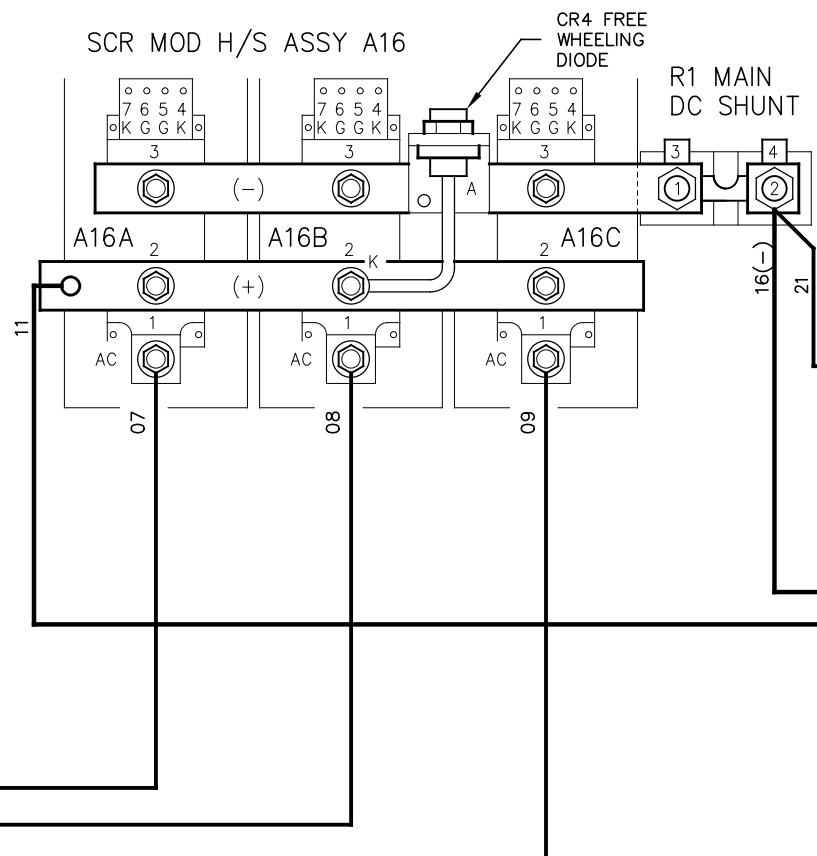 CR4 FREE
WHEELING
DIODE
SCR MOD H/S ASSY A16
R1 MAIN
DC SHUNT
7 6 5 4
K G G K
7 6 5 4
K G G K
7 6 5 4
K G G K
3
3
3
3
4
(-)
A
1
2
A16A
2
A16B
2
K
2
A16C
(+)
16(-)
21
11
1
1
1
AC
AC
AC
07
08
09